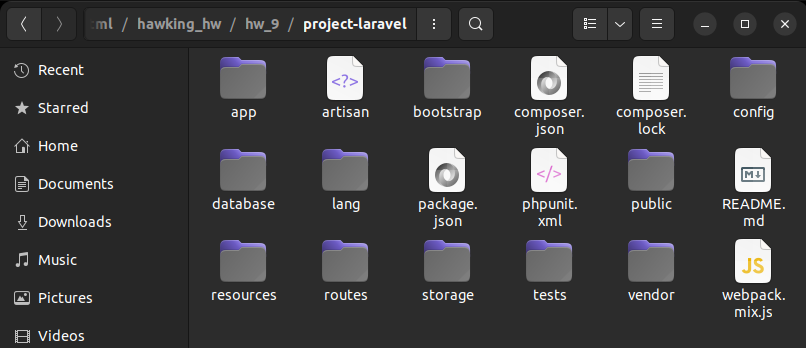 ml / hawking_hw / hw_9 / project-laravel
Recent
Starred
Home
Documents
Downloads
Music
Pictures
Videos
app
artisan
bootstrap
composer.
json
composer.
lock
config
database
lang
package.
json
phpunit.
xml
public
README.
md
resources
routes
storage
tests
vendor
webpack.
mix.js
<?>
</>
M↓
JS